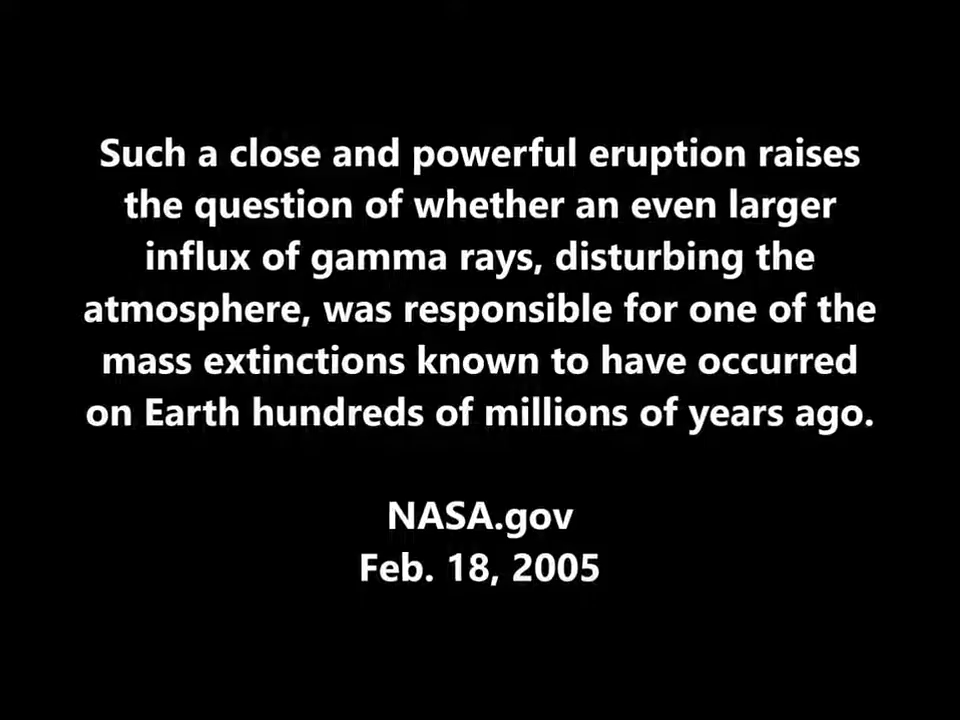 Such a close and powerful eruption raises
the question of whether an even larger
influx of gamma rays, disturbing the
atmosphere, was responsible for one of the
mass extinctions known to have occurred
on Earth hundreds of millions of years ago.
NASA.gov
Feb. 18, 2005